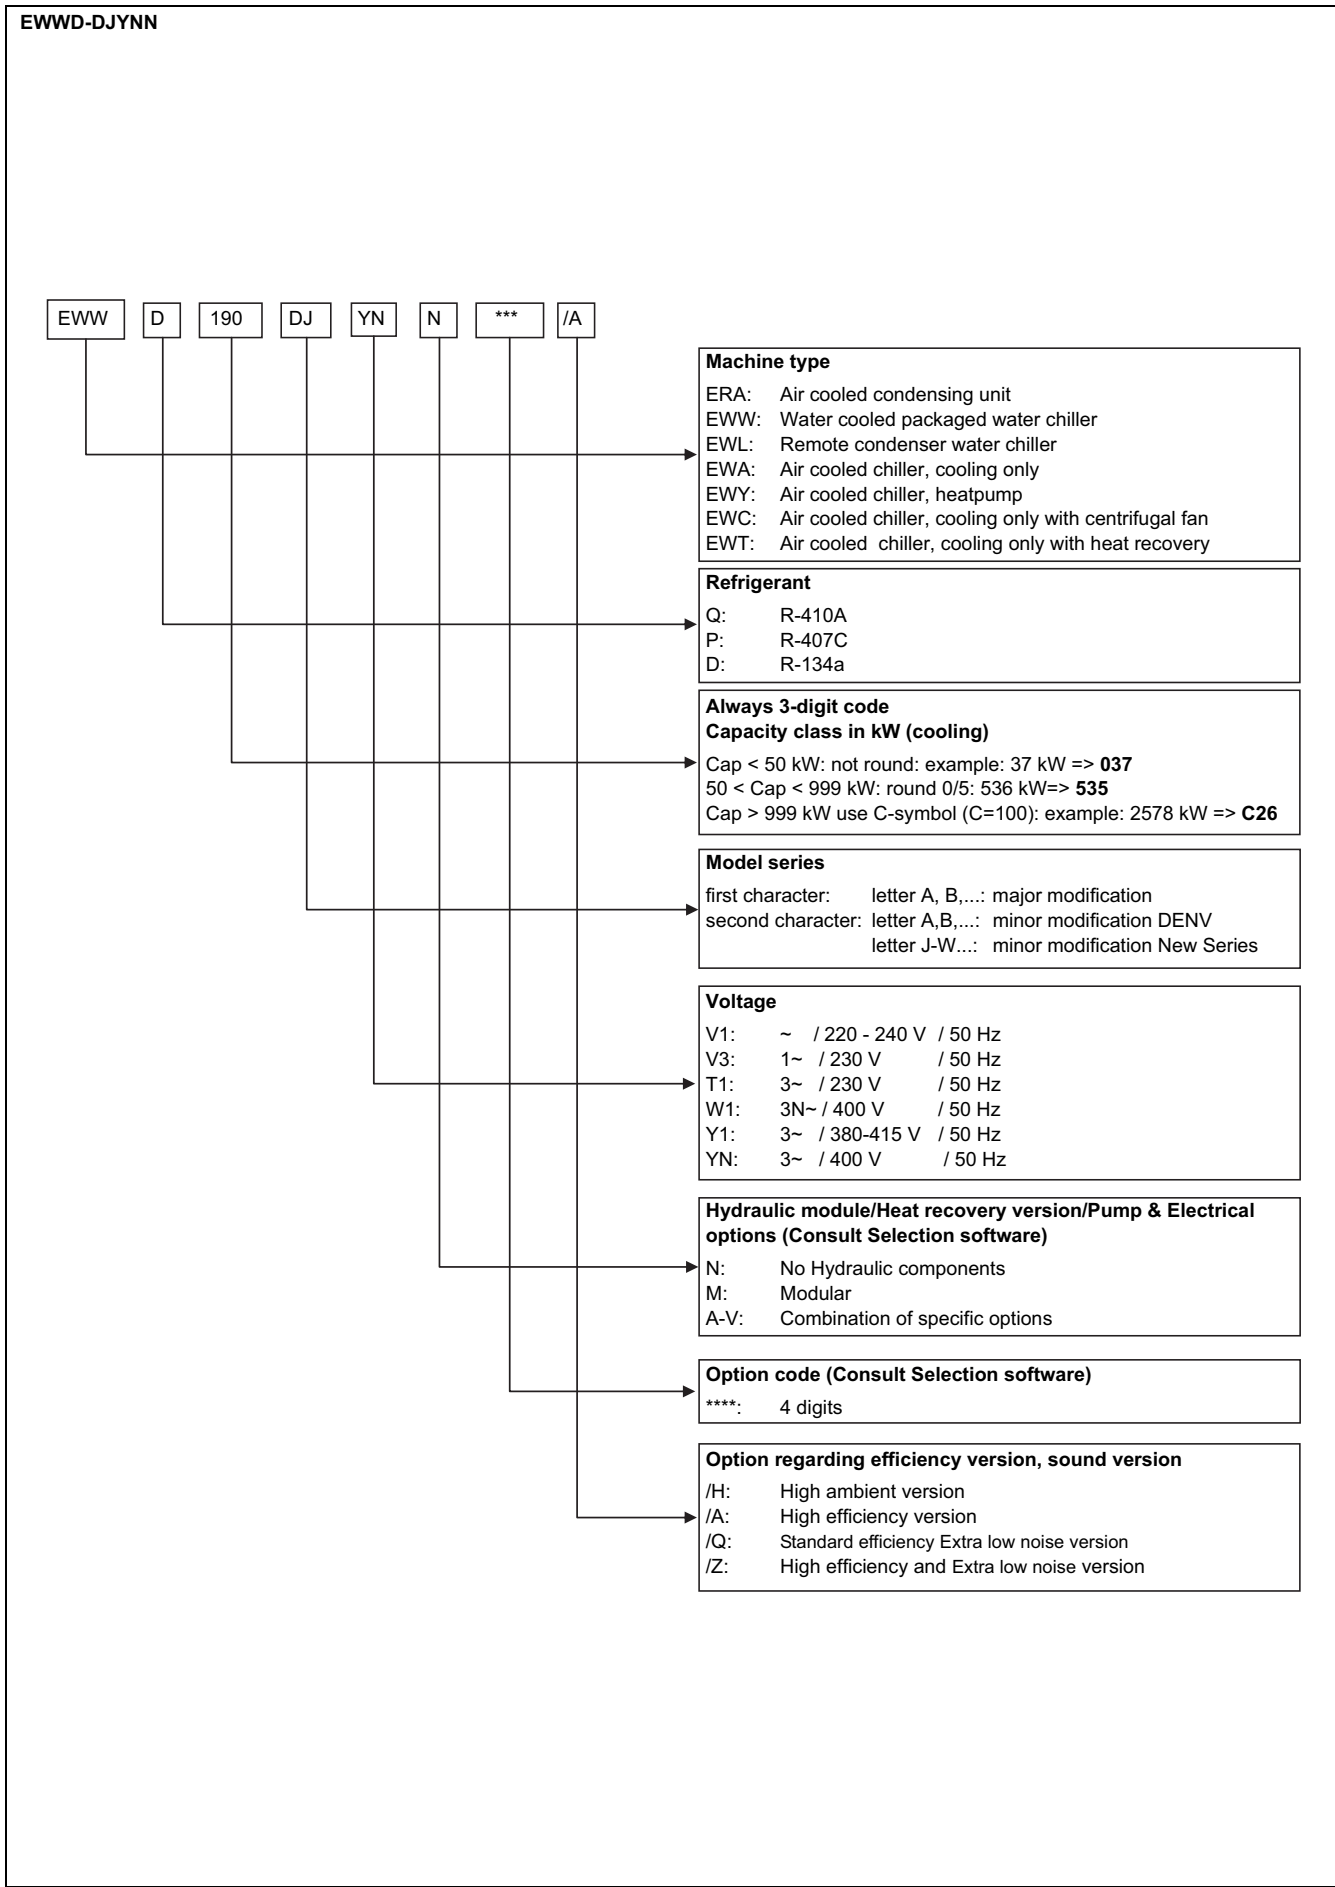 EWWD-DJYNN
EWW D 190 DJ YN N *** /A
Machine type
ERA: Air cooled condensing unit
EWW: Water cooled packaged water chiller
EWL: Remote condenser water chiller
EWA: Air cooled chiller, cooling only
EWY: Air cooled chiller, heatpump
EWC: Air cooled chiller, cooling only with centrifugal fan
EWT: Air cooled chiller, cooling only with heat recovery
Refrigerant
Q: R-410A
P: R-407C
D: R-134a
Always 3-digit code
Capacity class in kW (cooling)
Cap < 50 kW: not round: example: 37 kW => 037
50 < Cap < 999 kW: round 0/5: 536 kW=> 535
Cap > 999 kW use C-symbol (C=100): example: 2578 kW => C26
Model series
first character: letter A, B,...: major modification
second character: letter A,B,...: minor modification DENV
letter J-W...: minor modification New Series
Voltage
V1: ~ / 220 - 240 V / 50 Hz
V3: 1~ / 230 V / 50 Hz
T1: 3~ / 230 V / 50 Hz
W1: 3N~ / 400 V / 50 Hz
Y1: 3~ / 380-415 V / 50 Hz
YN: 3~ / 400 V / 50 Hz
Hydraulic module/Heat recovery version/Pump & Electrical
options (Consult Selection software)
N: No Hydraulic components
M: Modular
A-V: Combination of specific options
Option code (Consult Selection software)
****: 4 digits
Option regarding efficiency version, sound version
/H: High ambient version
/A: High efficiency version
/Q: Standard efficiency Extra low noise version
/Z: High efficiency and Extra low noise version